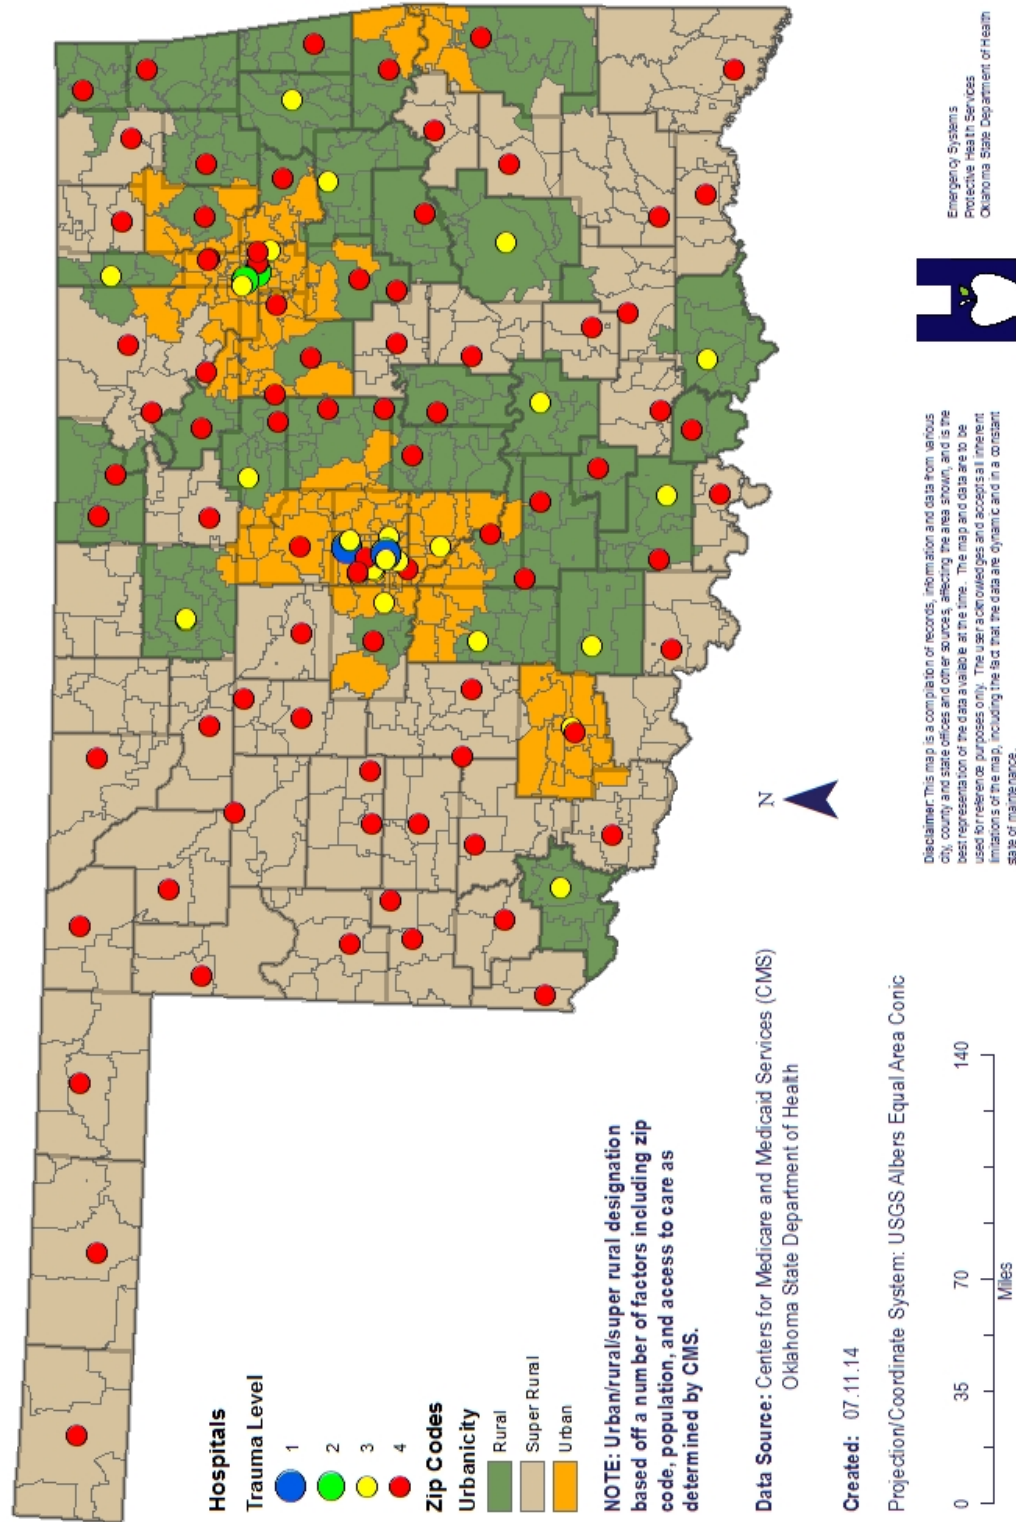 Hospitals
Trauma Level
1
2
3
4
Zip Codes
Urbanicity
Rural
Super Rural
Urban
NOTE: Urban/rural/super rural designation
based off a number of factors including zip
code, population, and access to care as
determined by CMS.
Data Source: Centers for Medicare and Medicaid Services (CMS)
Oklahoma State Department of Health
Created: 07.11.14
Projection/Coordinate System: USGS Albers Equal Area Conic
0 35 70 140
Miles
N
Disclaimer: This map is a compilation of records, information and data from various
city, county and state offices and other sources, affecting the area shown, and is the
best representation of the data available at the time. The map and data are to be
used for reference purposes only. The user acknowledges and accepts all inherent
limitations of the map, including the fact that the data are dynamic and in a constant
state of maintenance.
Emergency Systems
Protective Health Services
Oklahoma State Department of Health